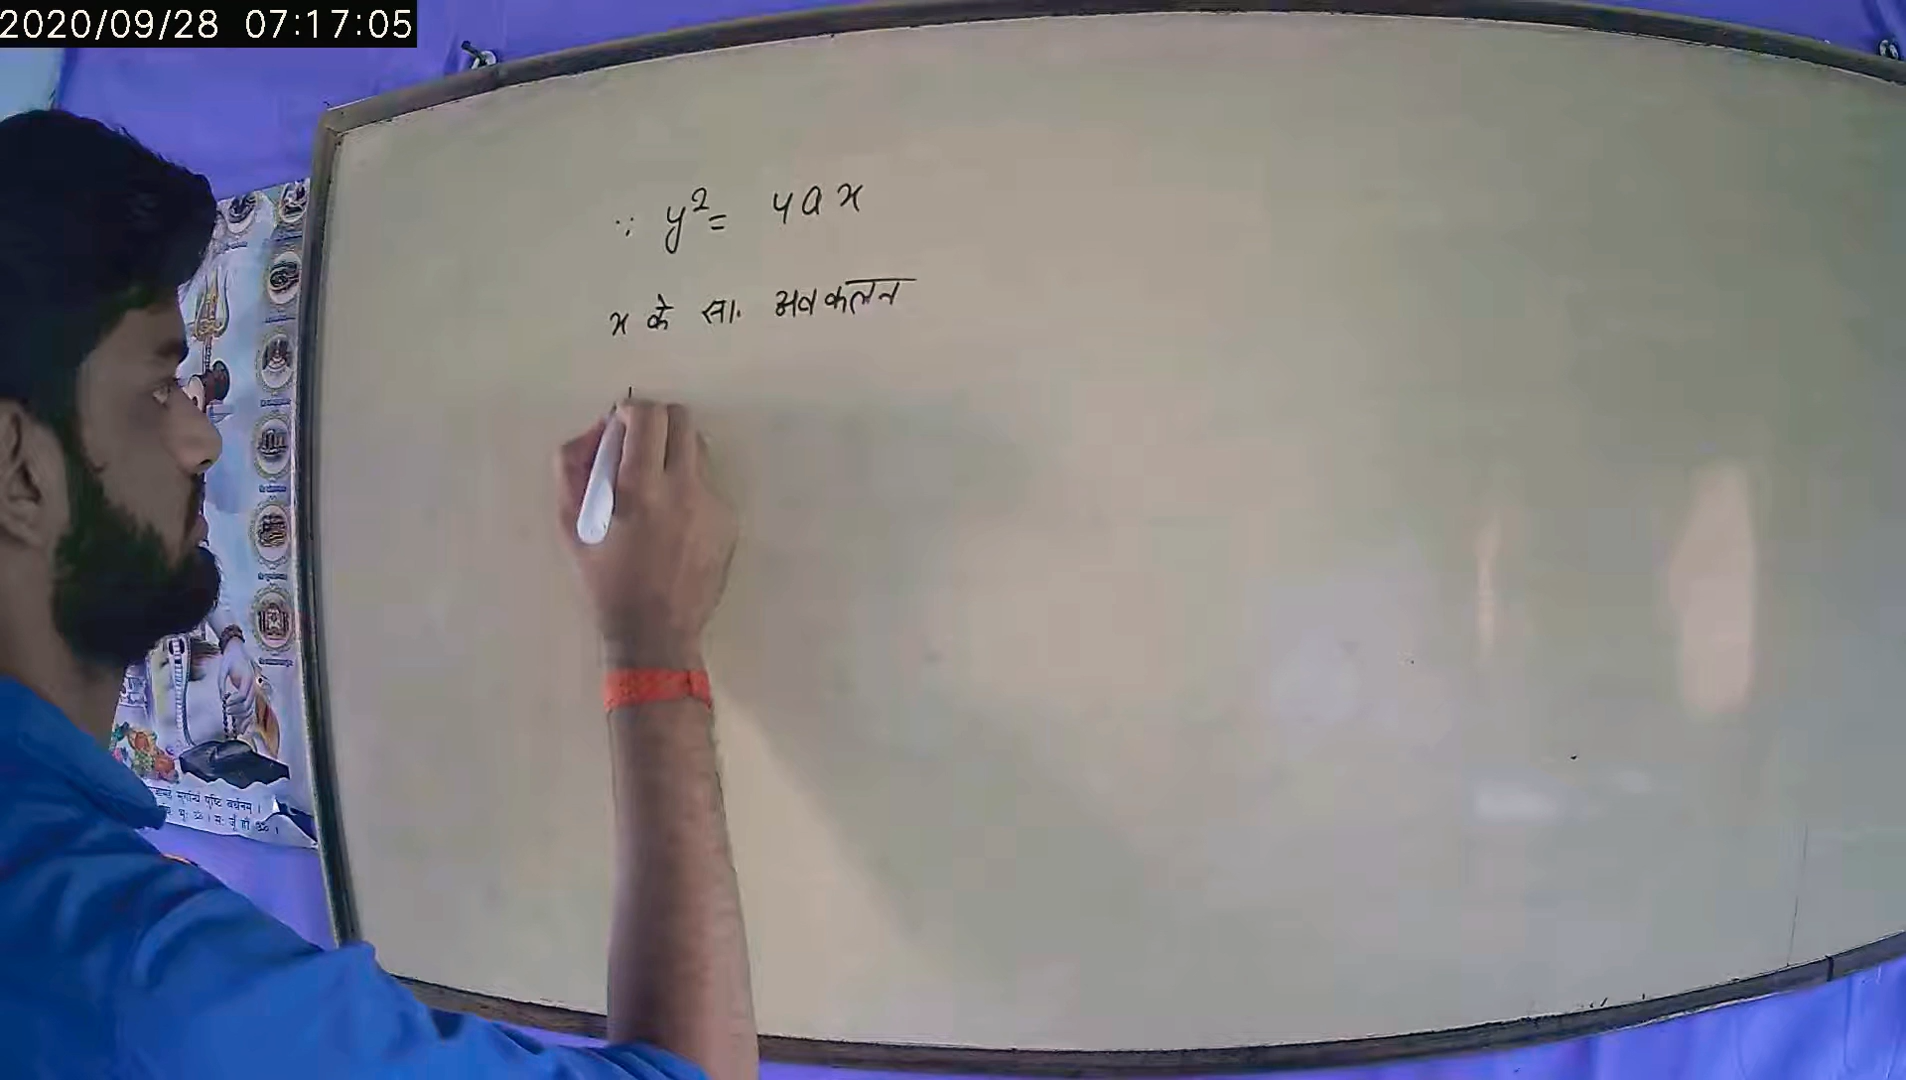 2020/09/28 07:17:05
∵ y² = 4ax
x के सा. अवकलन